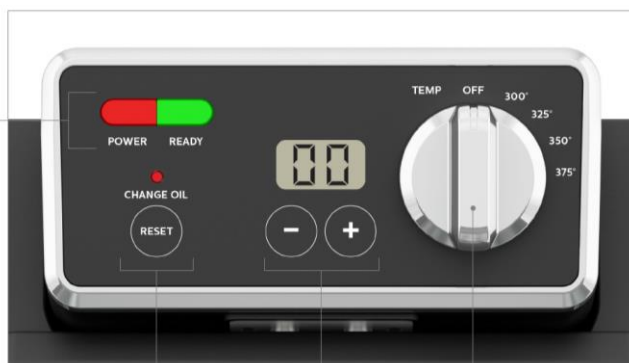 TEMP OFF 300°
325°
350°
375°
POWER READY
00
CHANGE OIL
RESET
− +